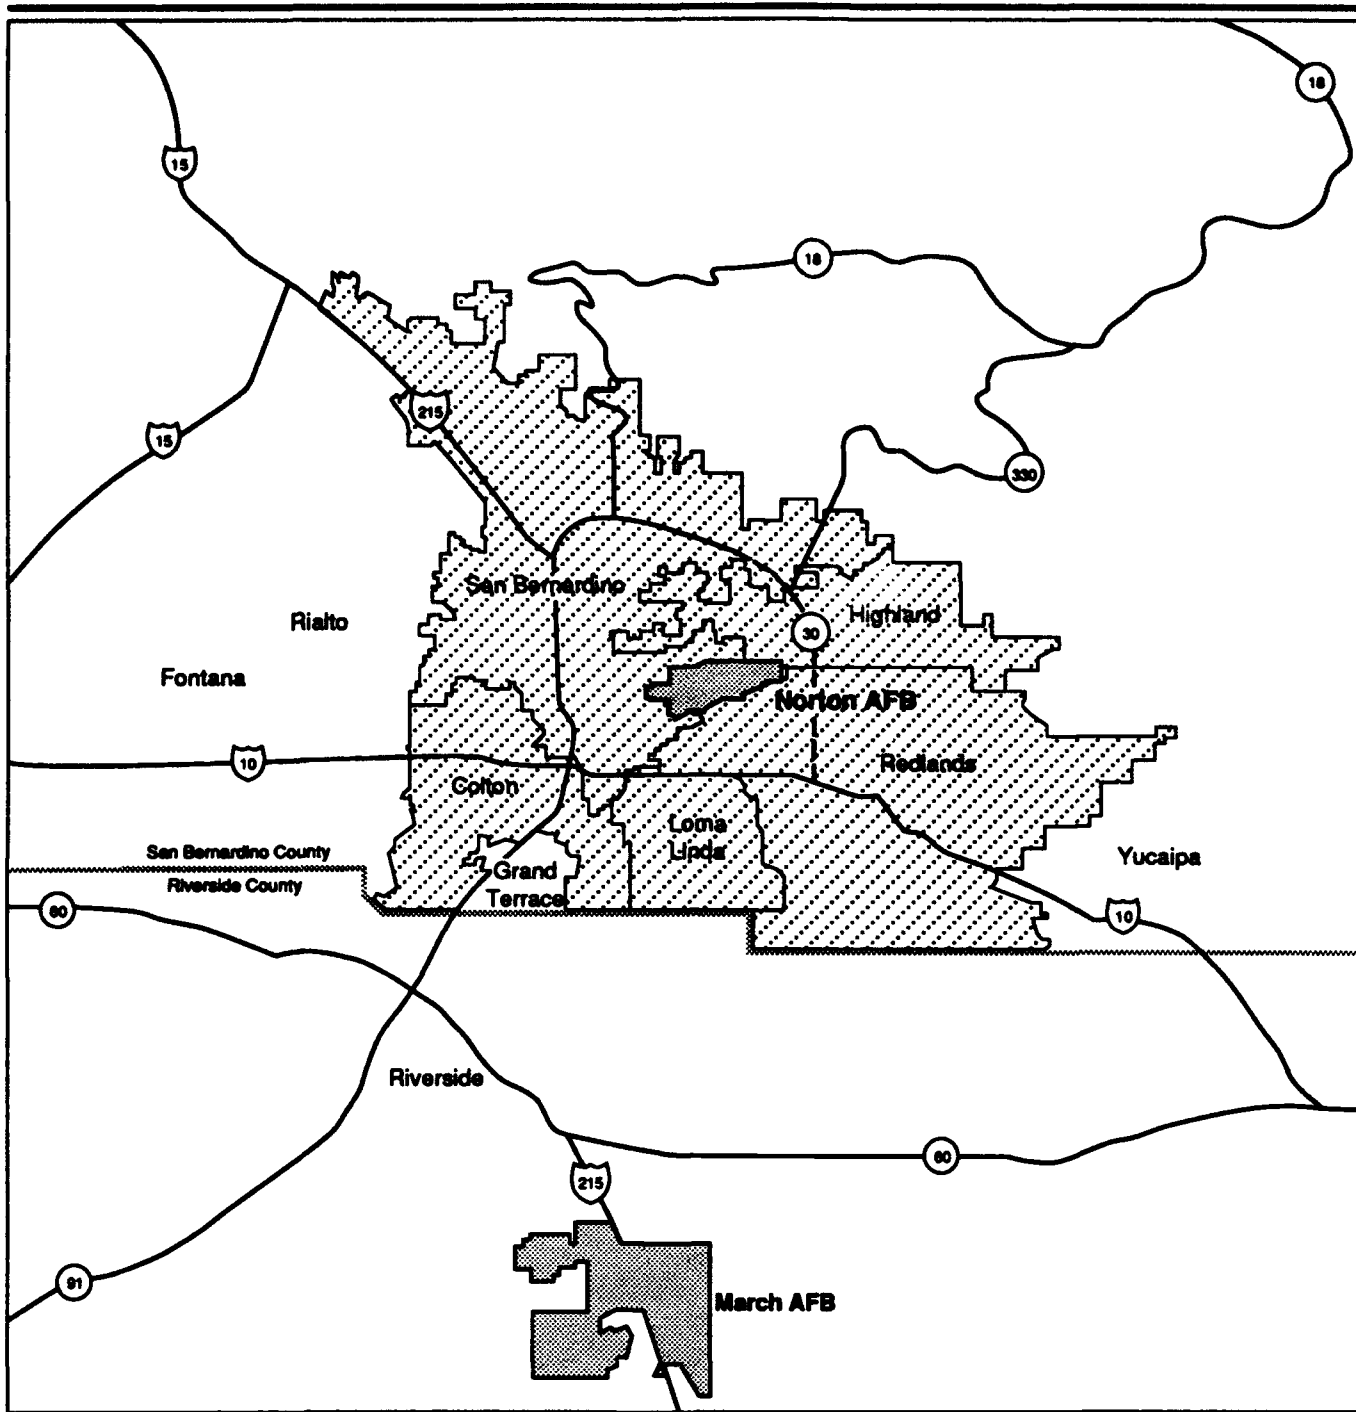 18
15
18
215
15
330
San Bernardino
Highland
Rialto
30
Fontana
Norton AFB
10
Redlands
Colton
Loma
Linda
San Bernardino County
Yucaipa
Grand
Terrace
Riverside County
60
10
Riverside
60
215
91
March AFB